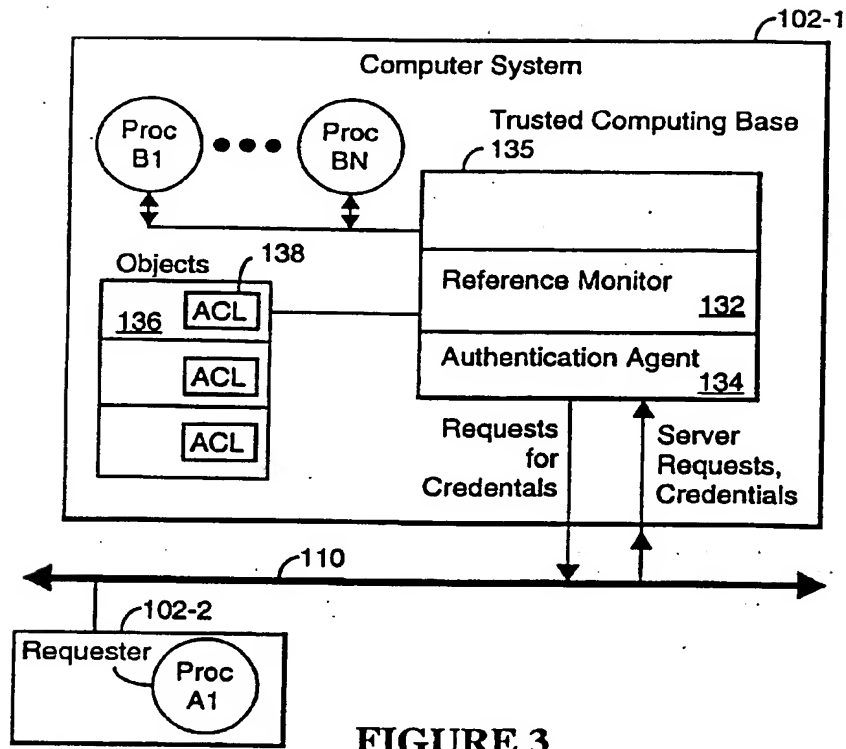 102-1
Computer System
Proc
B1
Proc
BN
Trusted Computing Base
135
Objects
138
136
ACL
ACL
ACL
Reference Monitor
132
Authentication Agent
134
Requests
for
Credentals
Server
Requests,
Credentials
110
102-2
Requester
Proc
A1
FIGURE 3